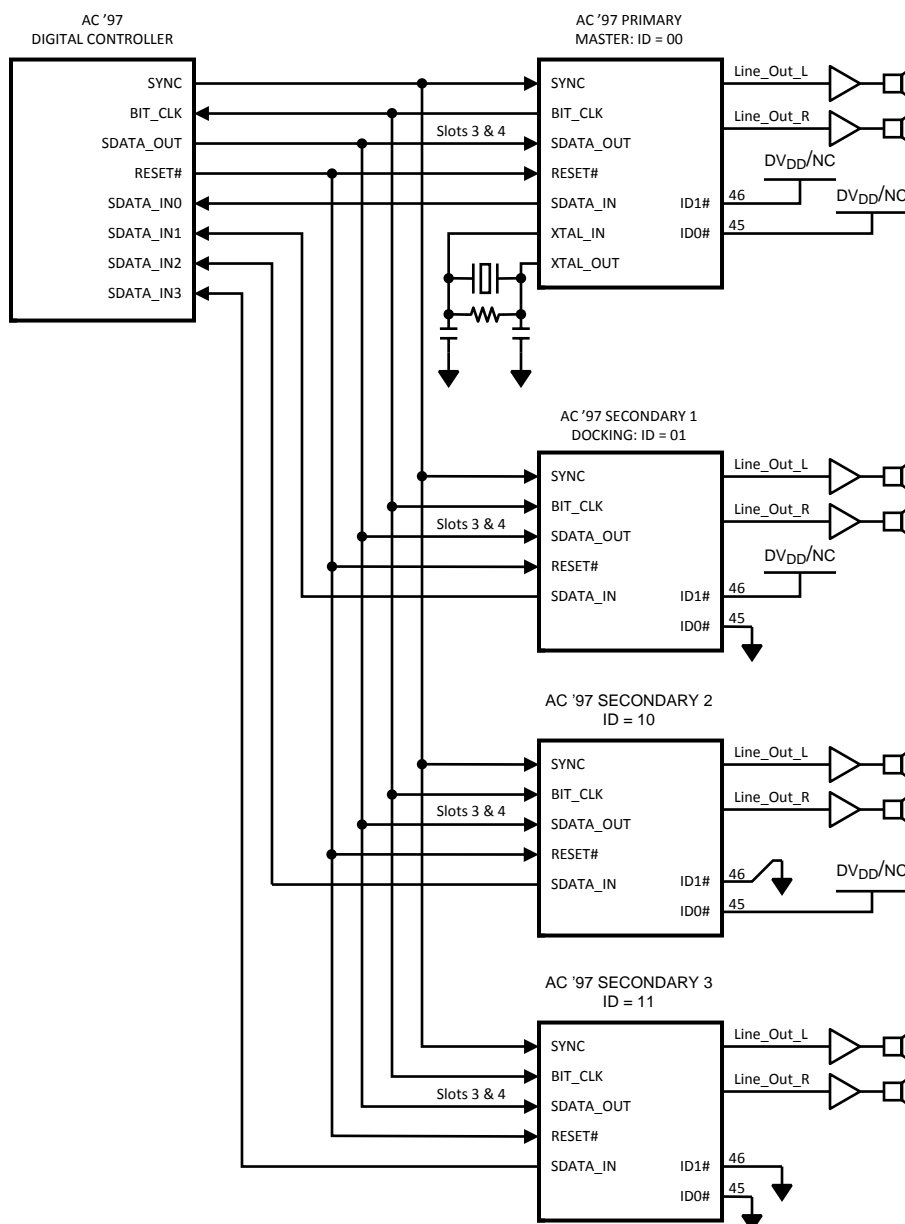 AC '97
DIGITAL CONTROLLER
SYNC
BIT_CLK
SDATA_OUT
RESET#
SDATA_IN0
SDATA_IN1
SDATA_IN2
SDATA_IN3
AC '97 PRIMARY
MASTER: ID = 00
Slots 3 & 4
SYNC
BIT_CLK
SDATA_OUT
RESET#
SDATA_IN
XTAL_IN
XTAL_OUT
ID1#
ID0#
46
45
Line_Out_L
Line_Out_R
DVDD/NC
DVDD/NC
AC '97 SECONDARY 1
DOCKING: ID = 01
Slots 3 & 4
SYNC
BIT_CLK
SDATA_OUT
RESET#
SDATA_IN
ID1#
ID0#
46
45
Line_Out_L
Line_Out_R
DVDD/NC
AC '97 SECONDARY 2
ID = 10
Slots 3 & 4
SYNC
BIT_CLK
SDATA_OUT
RESET#
SDATA_IN
ID1#
ID0#
46
45
Line_Out_L
Line_Out_R
DVDD/NC
AC '97 SECONDARY 3
ID = 11
Slots 3 & 4
SYNC
BIT_CLK
SDATA_OUT
RESET#
SDATA_IN
ID1#
ID0#
46
45
Line_Out_L
Line_Out_R